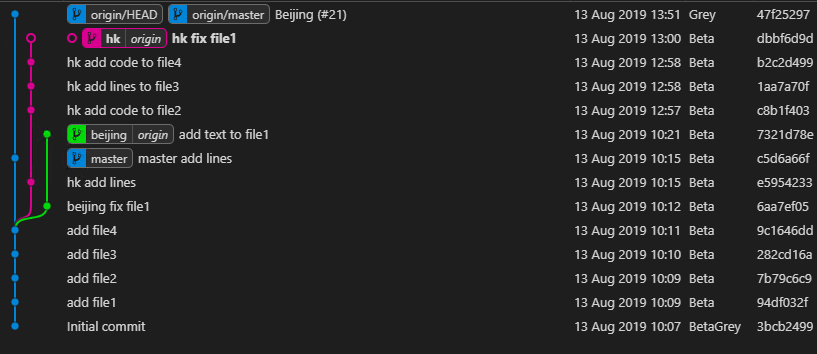 origin/HEAD origin/master Beijing (#21) 13 Aug 2019 13:51 Grey 47f25297
hk origin hk fix file1 13 Aug 2019 13:00 Beta dbbf6d9d
hk add code to file4 13 Aug 2019 12:58 Beta b2c2d499
hk add lines to file3 13 Aug 2019 12:58 Beta 1aa7a70f
hk add code to file2 13 Aug 2019 12:57 Beta c8b1f403
beijing origin add text to file1 13 Aug 2019 10:21 Beta 7321d78e
master master add lines 13 Aug 2019 10:15 Beta c5d6a66f
hk add lines 13 Aug 2019 10:15 Beta e5954233
beijing fix file1 13 Aug 2019 10:12 Beta 6aa7ef05
add file4 13 Aug 2019 10:11 Beta 9c1646dd
add file3 13 Aug 2019 10:10 Beta 282cd16a
add file2 13 Aug 2019 10:09 Beta 7b79c6c9
add file1 13 Aug 2019 10:09 Beta 94df032f
Initial commit 13 Aug 2019 10:07 BetaGrey 3bcb2499